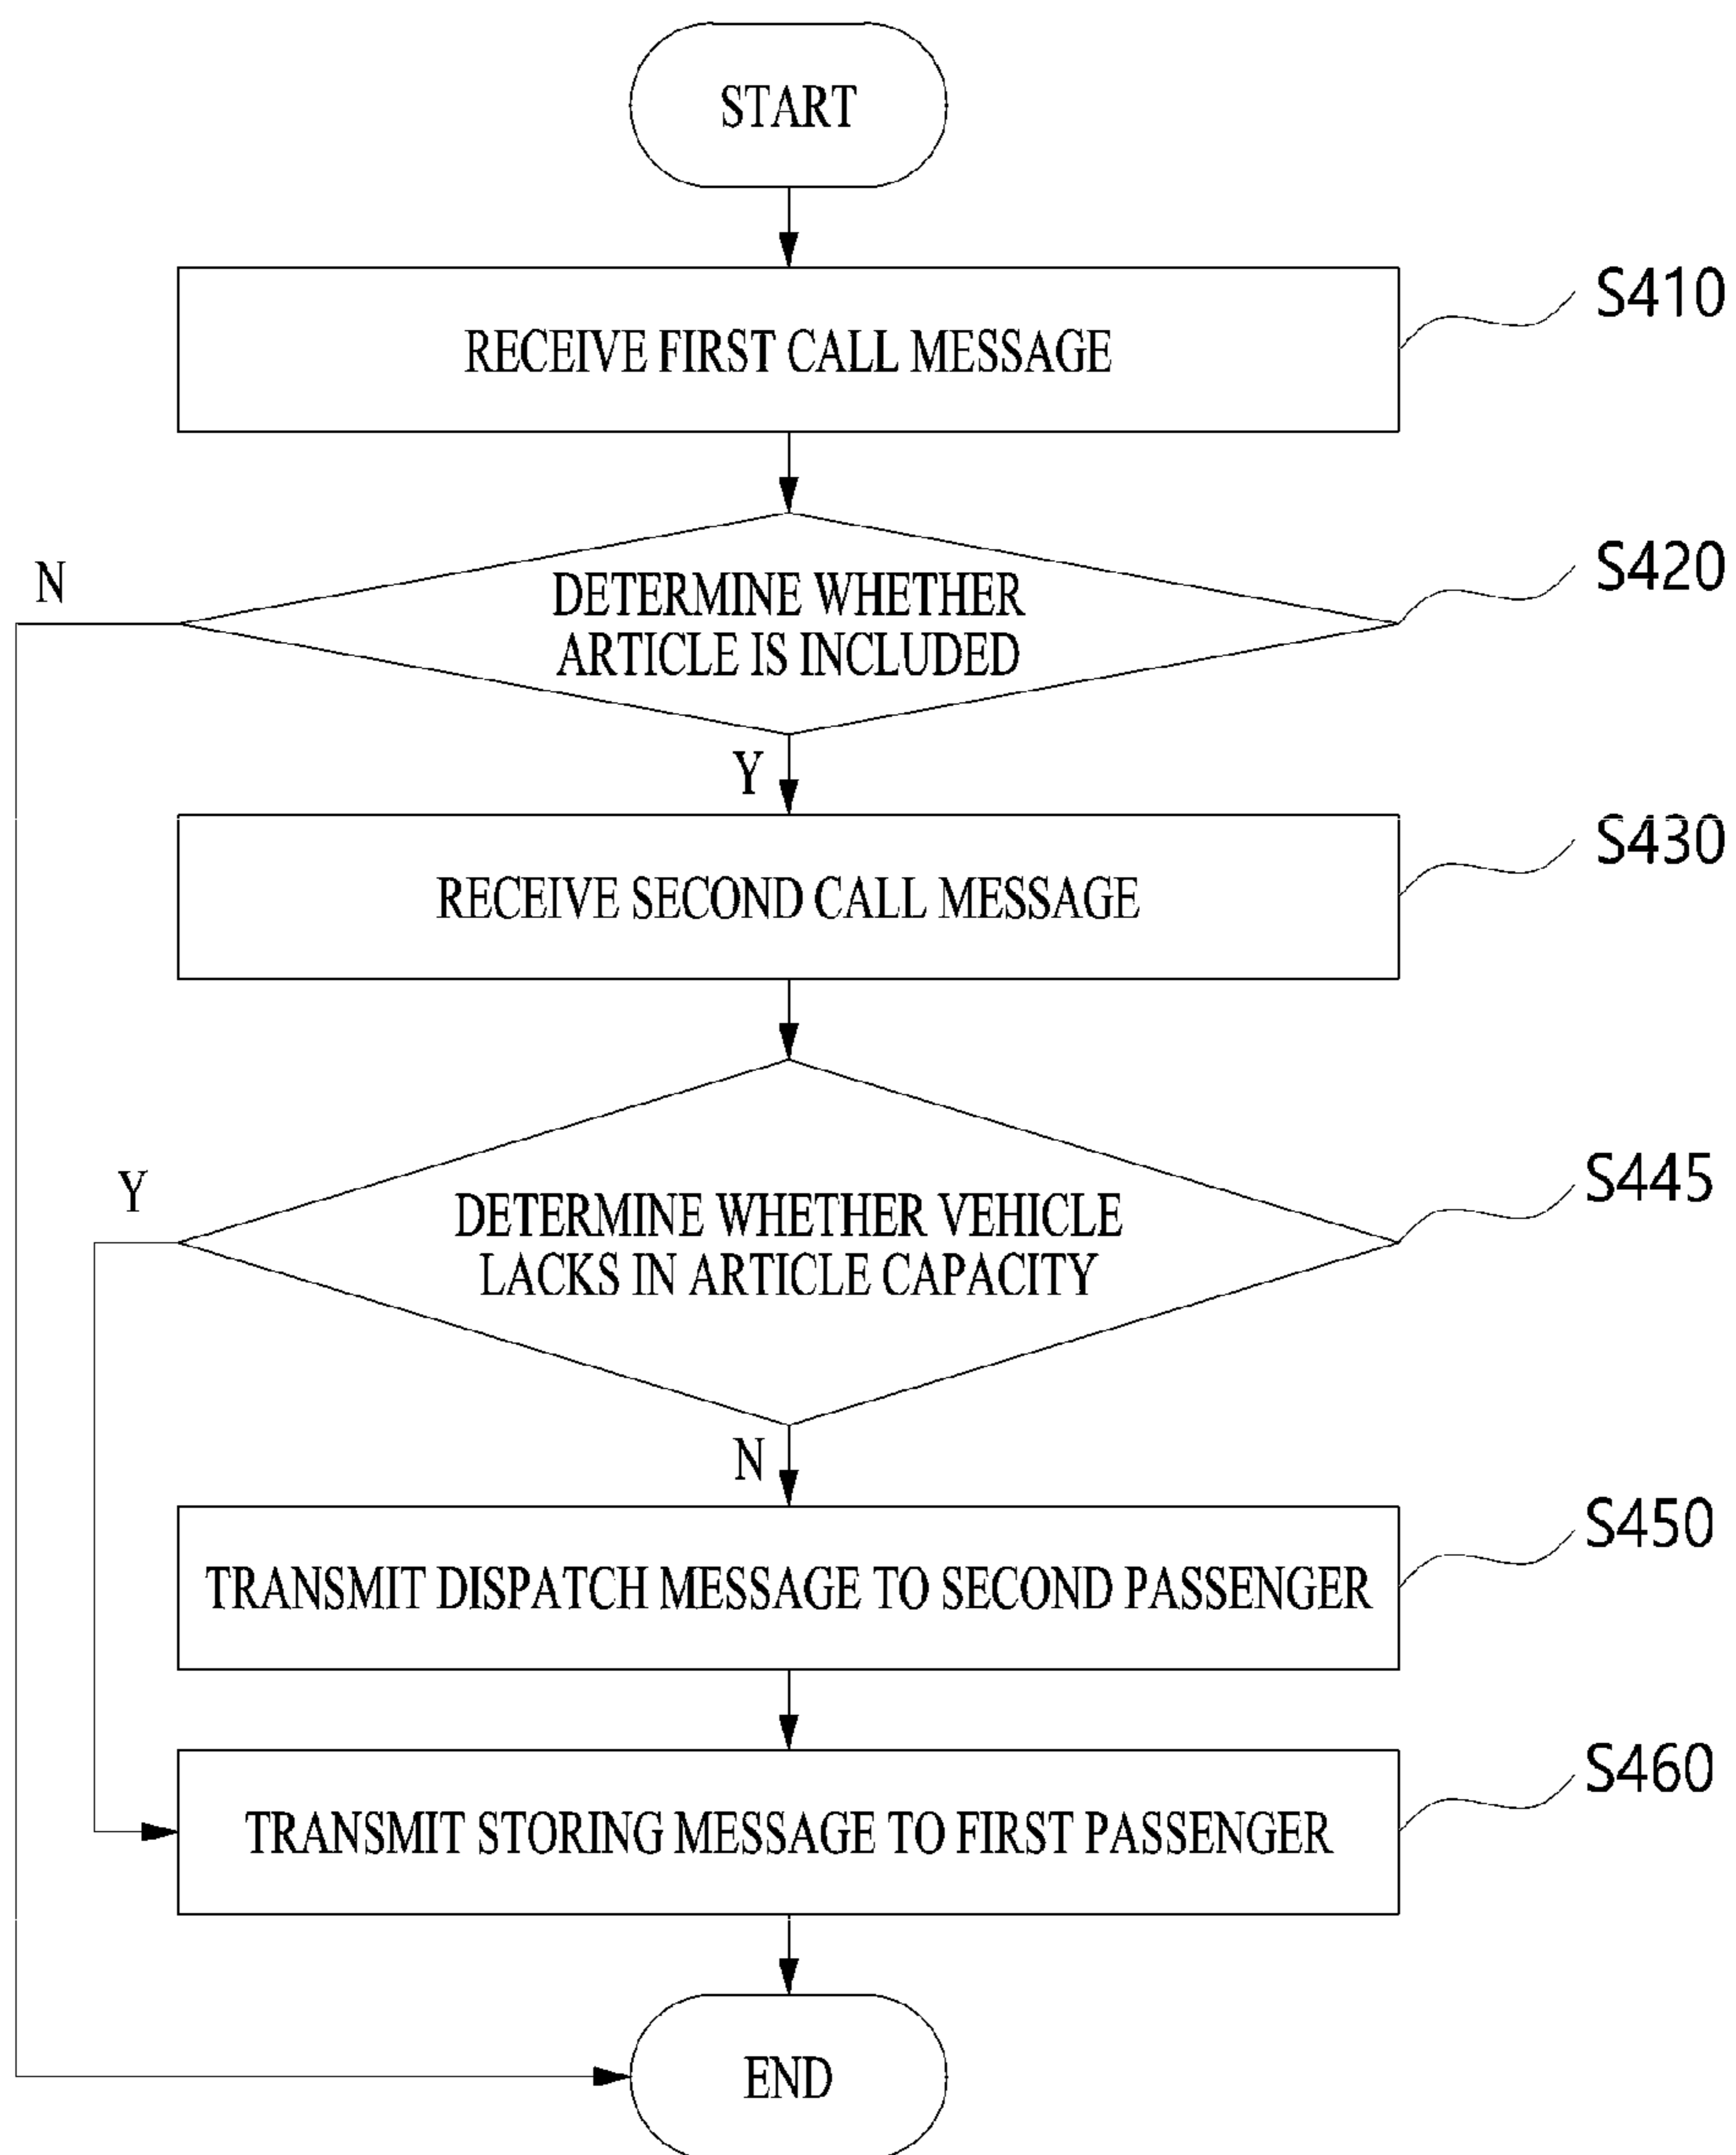 START
RECEIVE FIRST CALL MESSAGE
S410
N
DETERMINE WHETHER
ARTICLE IS INCLUDED
S420
Y
RECEIVE SECOND CALL MESSAGE
S430
Y
DETERMINE WHETHER VEHICLE
LACKS IN ARTICLE CAPACITY
S445
N
TRANSMIT DISPATCH MESSAGE TO SECOND PASSENGER
S450
TRANSMIT STORING MESSAGE TO FIRST PASSENGER
S460
END